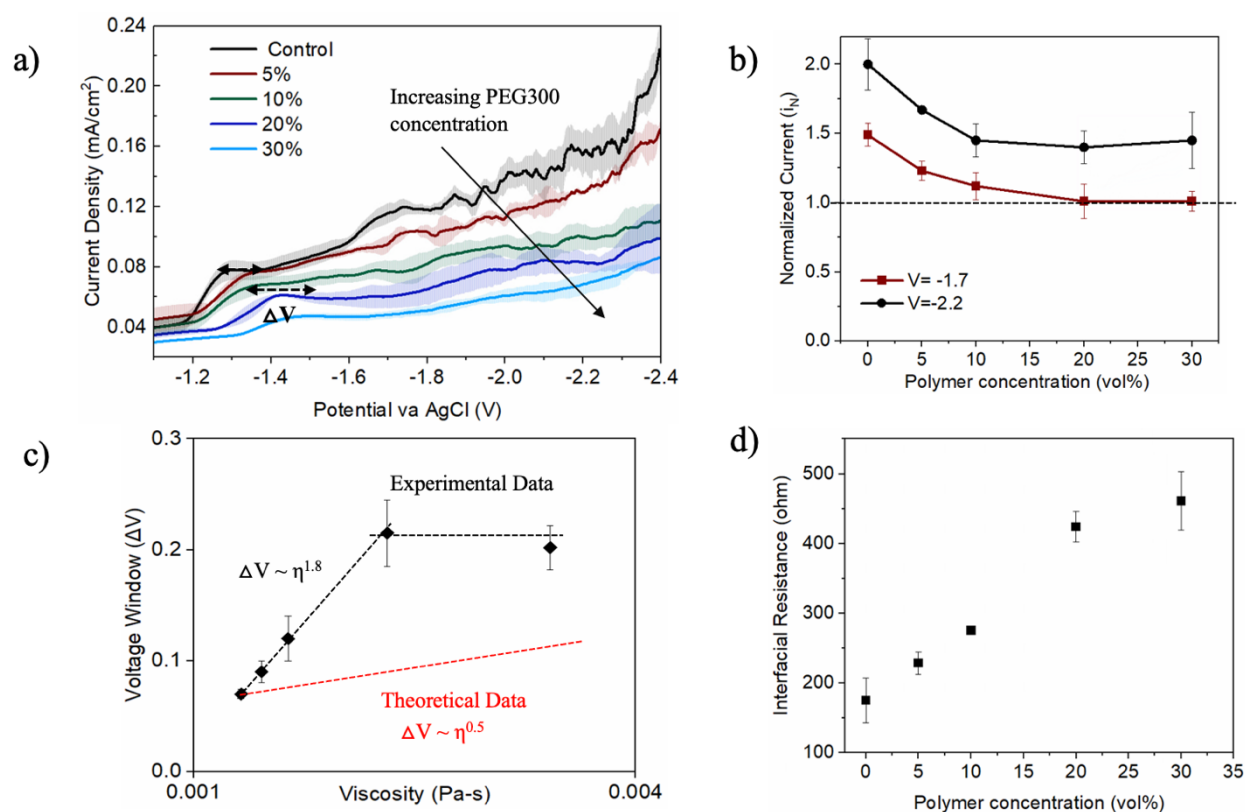 a)
0.24
0.20
0.16
0.12
0.08
0.04
Current Density (mA/cm²)
Control
5%
10%
20%
30%
Increasing PEG300
concentration
ΔV
-1.2 -1.4 -1.6 -1.8 -2.0 -2.2 -2.4
Potential va AgCl (V)
b)
2.0
1.5
1.0
0.5
0.0
Normalized Current (iN)
V= -1.7
V=-2.2
0 5 10 20 30
Polymer concentration (vol%)
c)
0.3
0.2
0.1
0.0
Voltage Window (ΔV)
Experimental Data
ΔV ~ η^1.8
Theoretical Data
ΔV ~ η^0.5
0.001 0.004
Viscosity (Pa-s)
d)
500
400
300
200
100
Interfacial Resistance (ohm)
0 5 10 15 20 25 30 35
Polymer concentration (vol%)